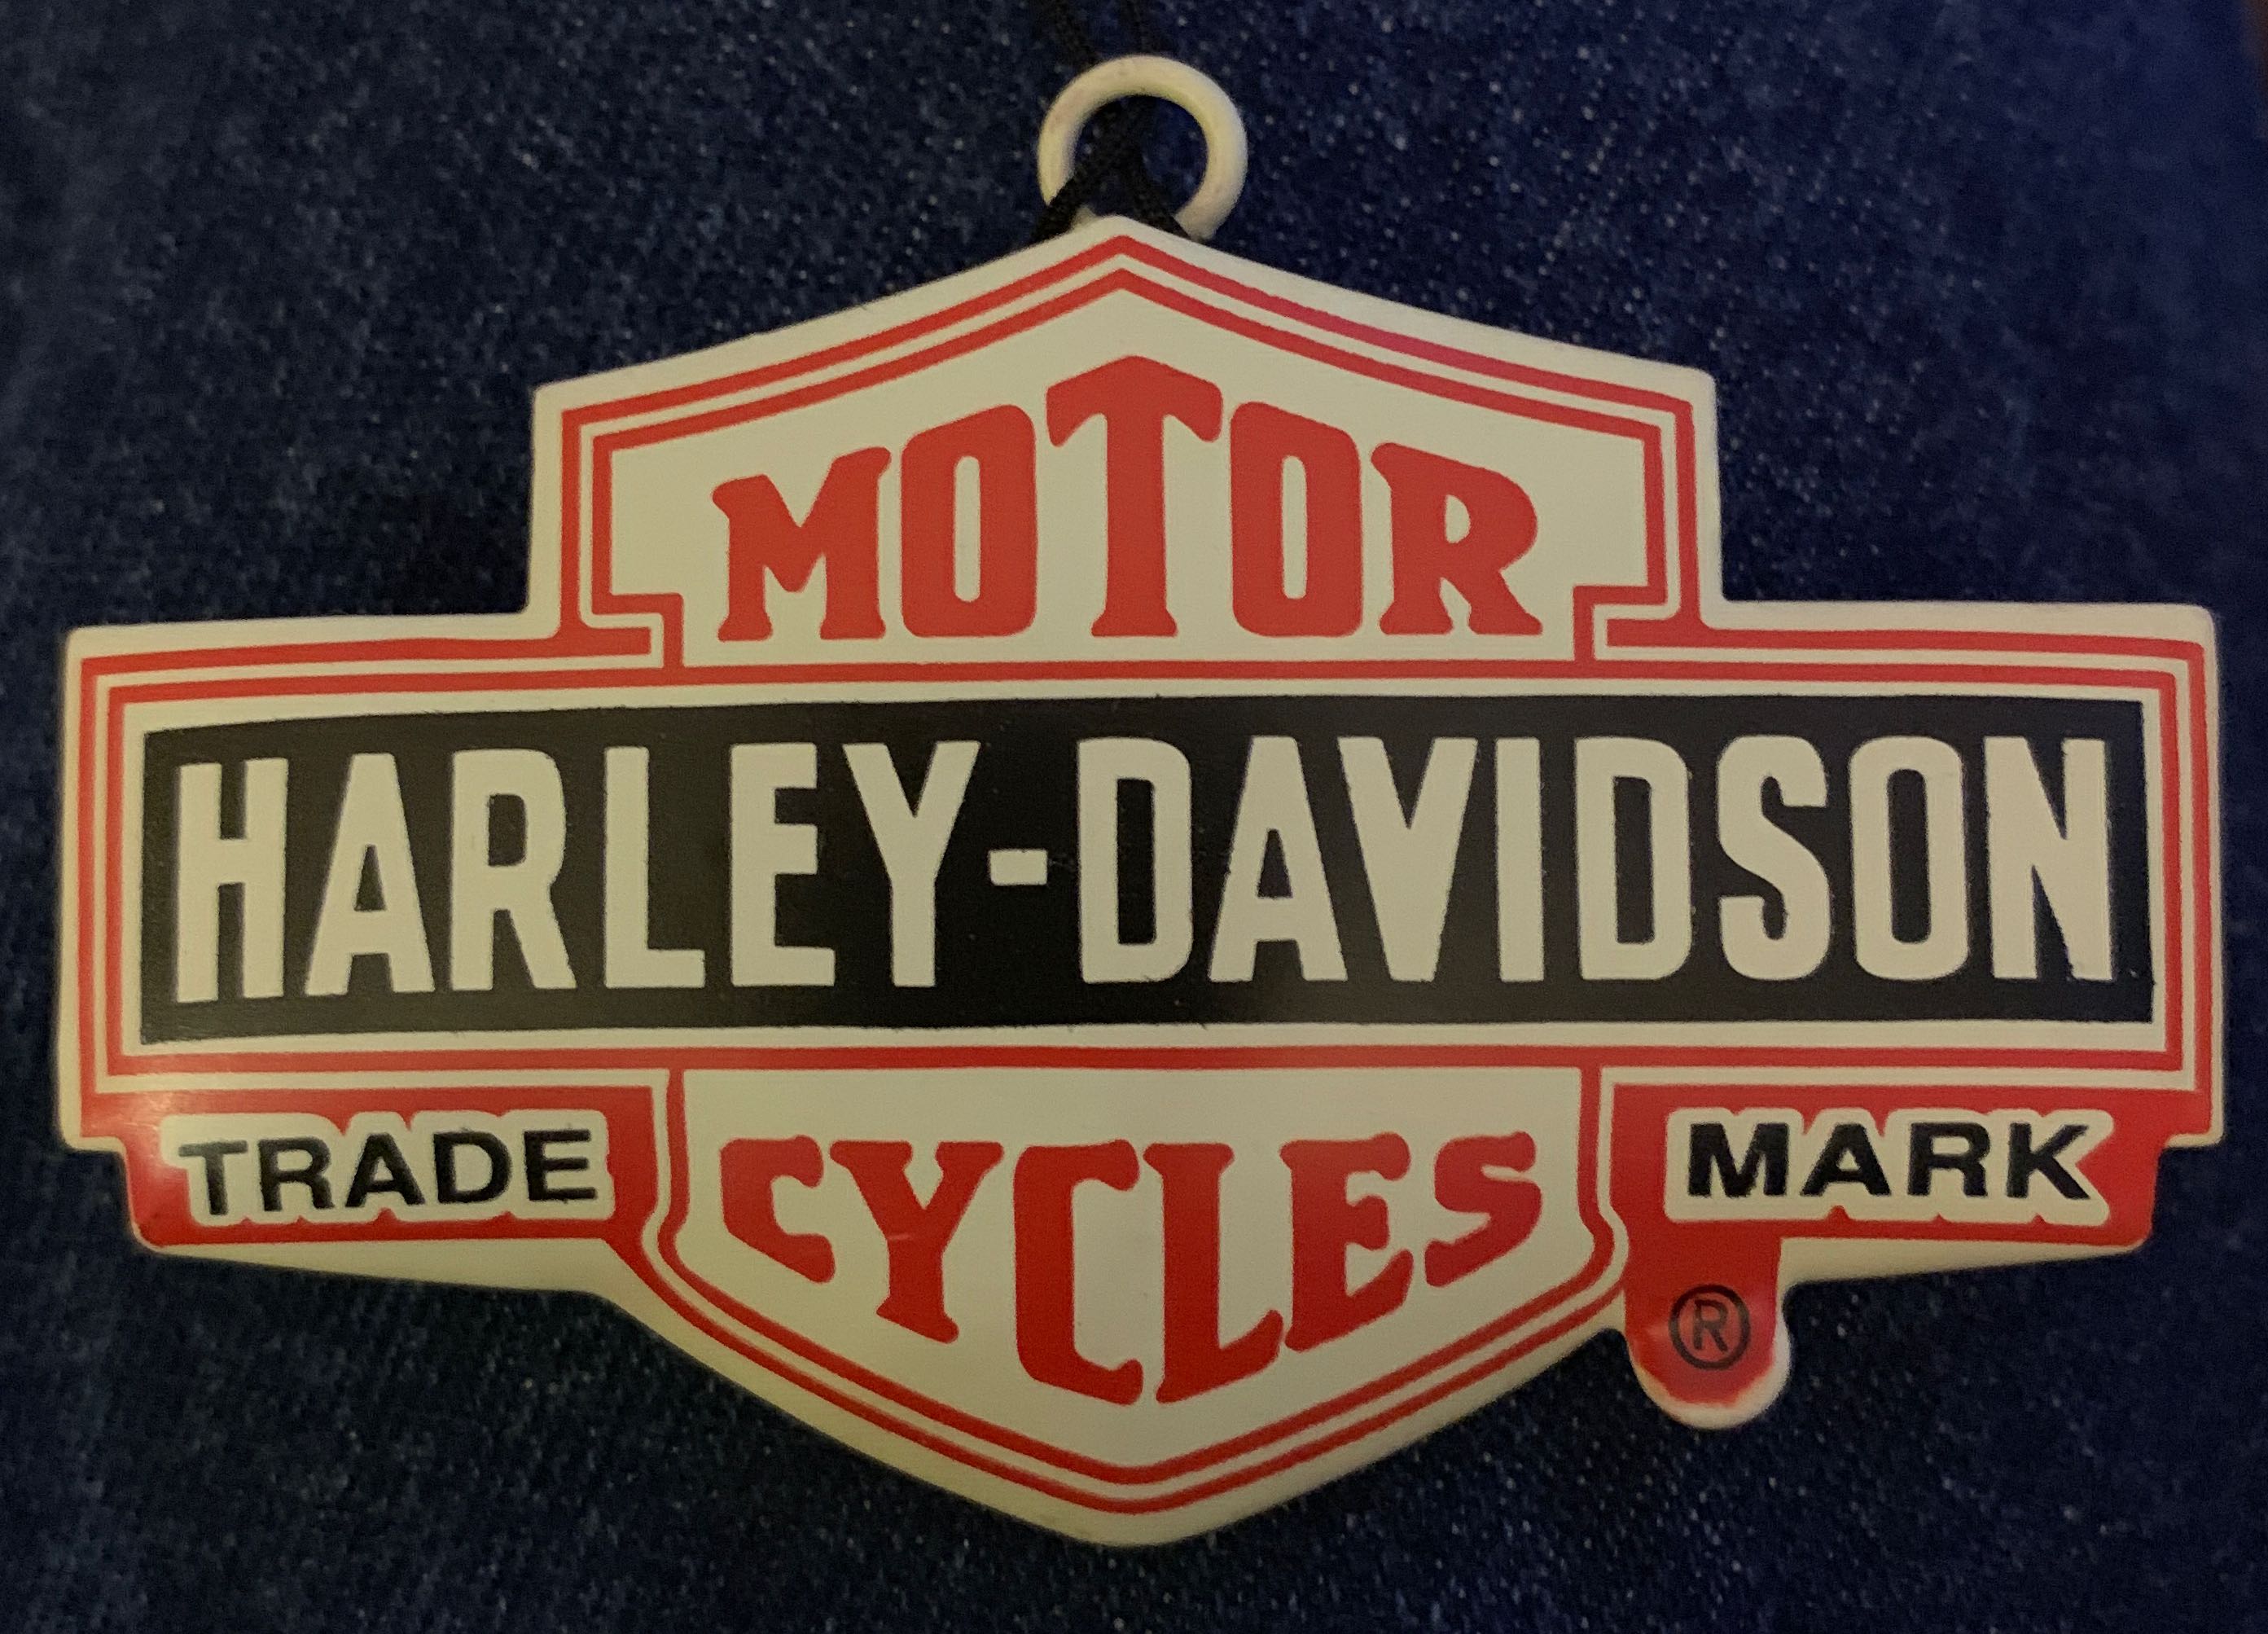 MOTOR
HARLEY-DAVIDSON
TRADE MARK
CYCLES
®